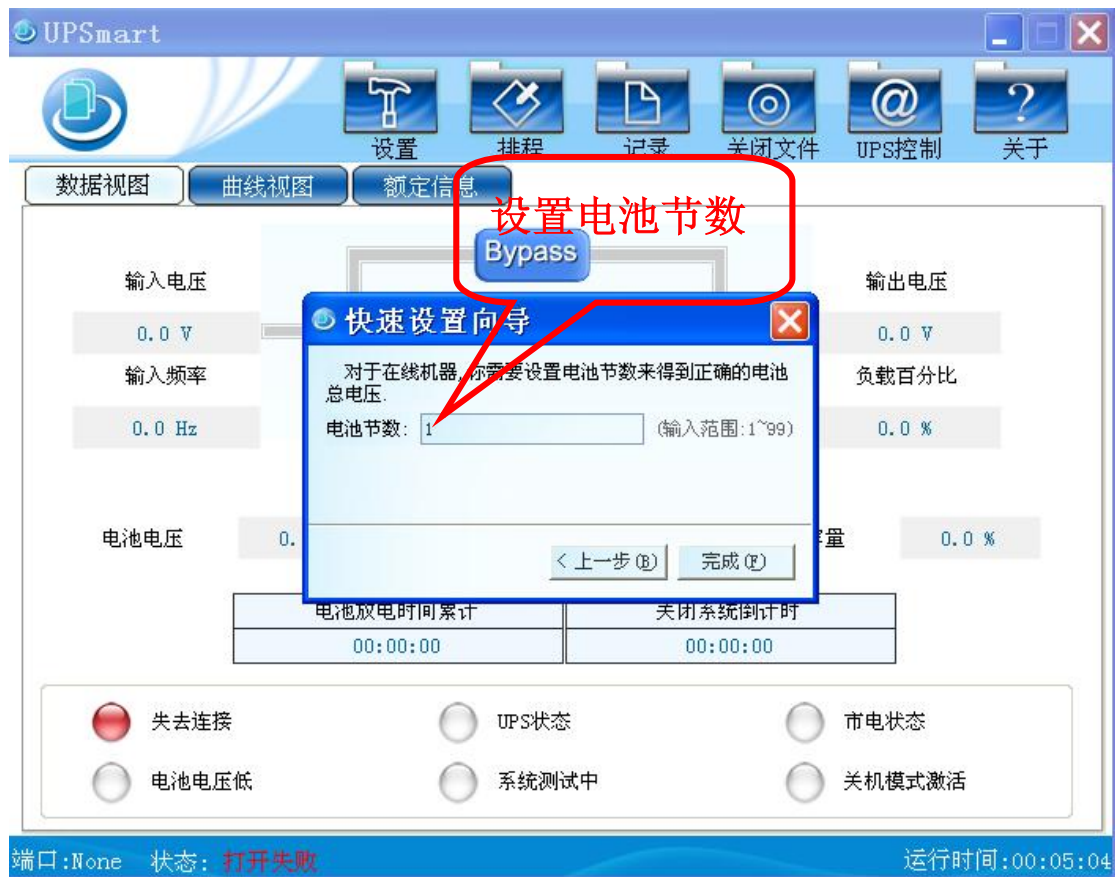 UPSmart
设置 排程 记录 关闭文件 UPS控制 关于
数据视图 曲线视图 额定信息
设置电池节数
Bypass
输入电压 输出电压
0.0 V 0.0 V
快速设置向导
输入频率 负载百分比
0.0 Hz 0.0 %
对于在线机器,你需要设置电池节数来得到正确的电池
总电压.
电池节数: 1 (输入范围:1~99)
电池电压 0. 量 0.0 %
<上一步(B) 完成(F)
电池放电时间累计 关闭系统倒计时
00:00:00 00:00:00
失去连接 UPS状态 市电状态
电池电压低 系统测试中 关机模式激活
端口:None 状态: 打开失败 运行时间:00:05:04